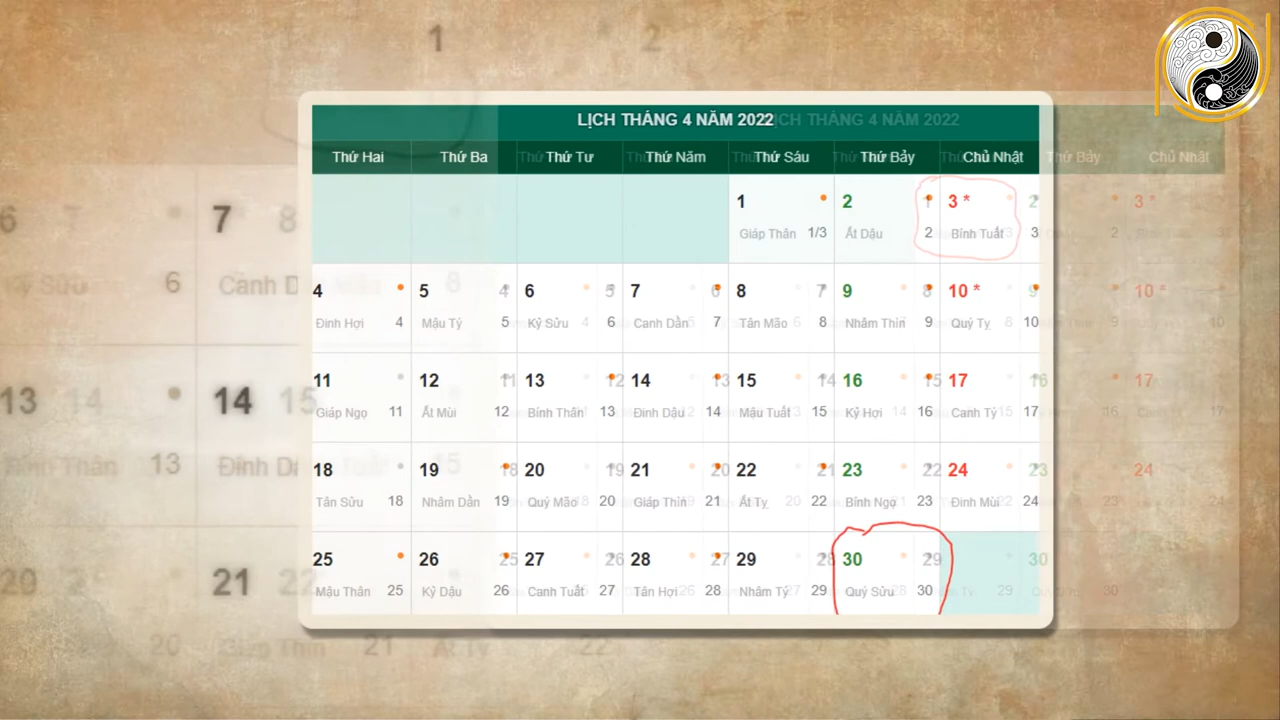 LỊCH THÁNG 4 NĂM 2022
Thứ Hai Thứ Ba Thứ Tư Thứ Năm Thứ Sáu Thứ Bảy Chủ Nhật
1 2 3 *
Giáp Thân 1/3 Ất Dậu 2 Bính Tuất 3
4 5 6 7 8 9 10 *
Đinh Hợi 4 Mậu Tý 5 Kỷ Sửu 6 Canh Dần 7 Tân Mão 8 Nhâm Thìn 9 Quý Tỵ 10
11 12 13 14 15 16 17
Giáp Ngọ 11 Ất Mùi 12 Bính Thân 13 Đinh Dậu 14 Mậu Tuất 15 Kỷ Hợi 16 Canh Tý 17
18 19 20 21 22 23 24
Tân Sửu 18 Nhâm Dần 19 Quý Mão 20 Giáp Thìn 21 Ất Tỵ 22 Bính Ngọ 23 Đinh Mùi 24
25 26 27 28 29 30
Mậu Thân 25 Kỷ Dậu 26 Canh Tuất 27 Tân Hợi 28 Nhâm Tý 29 Quý Sửu 30